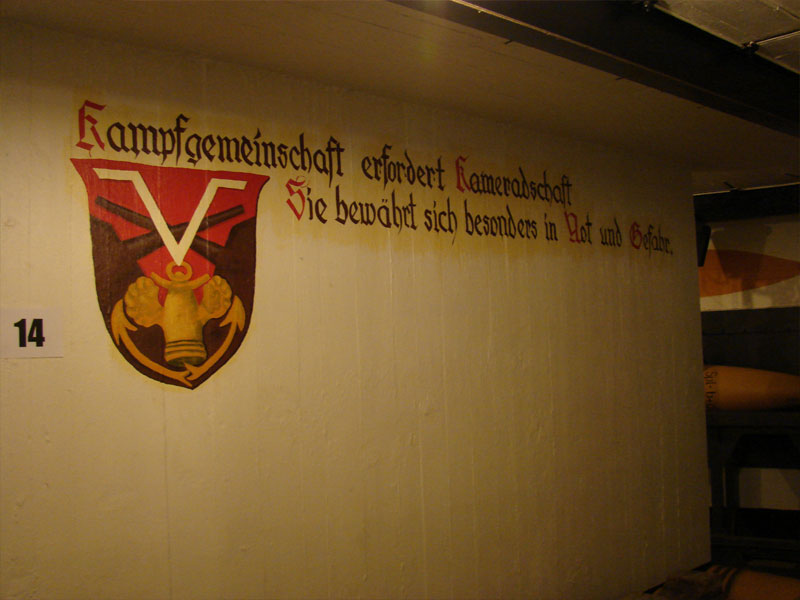 Kampfgemeinschaft erfordert Kameradschaft
Sie bewährt sich besonders in Not und Gefahr.
14